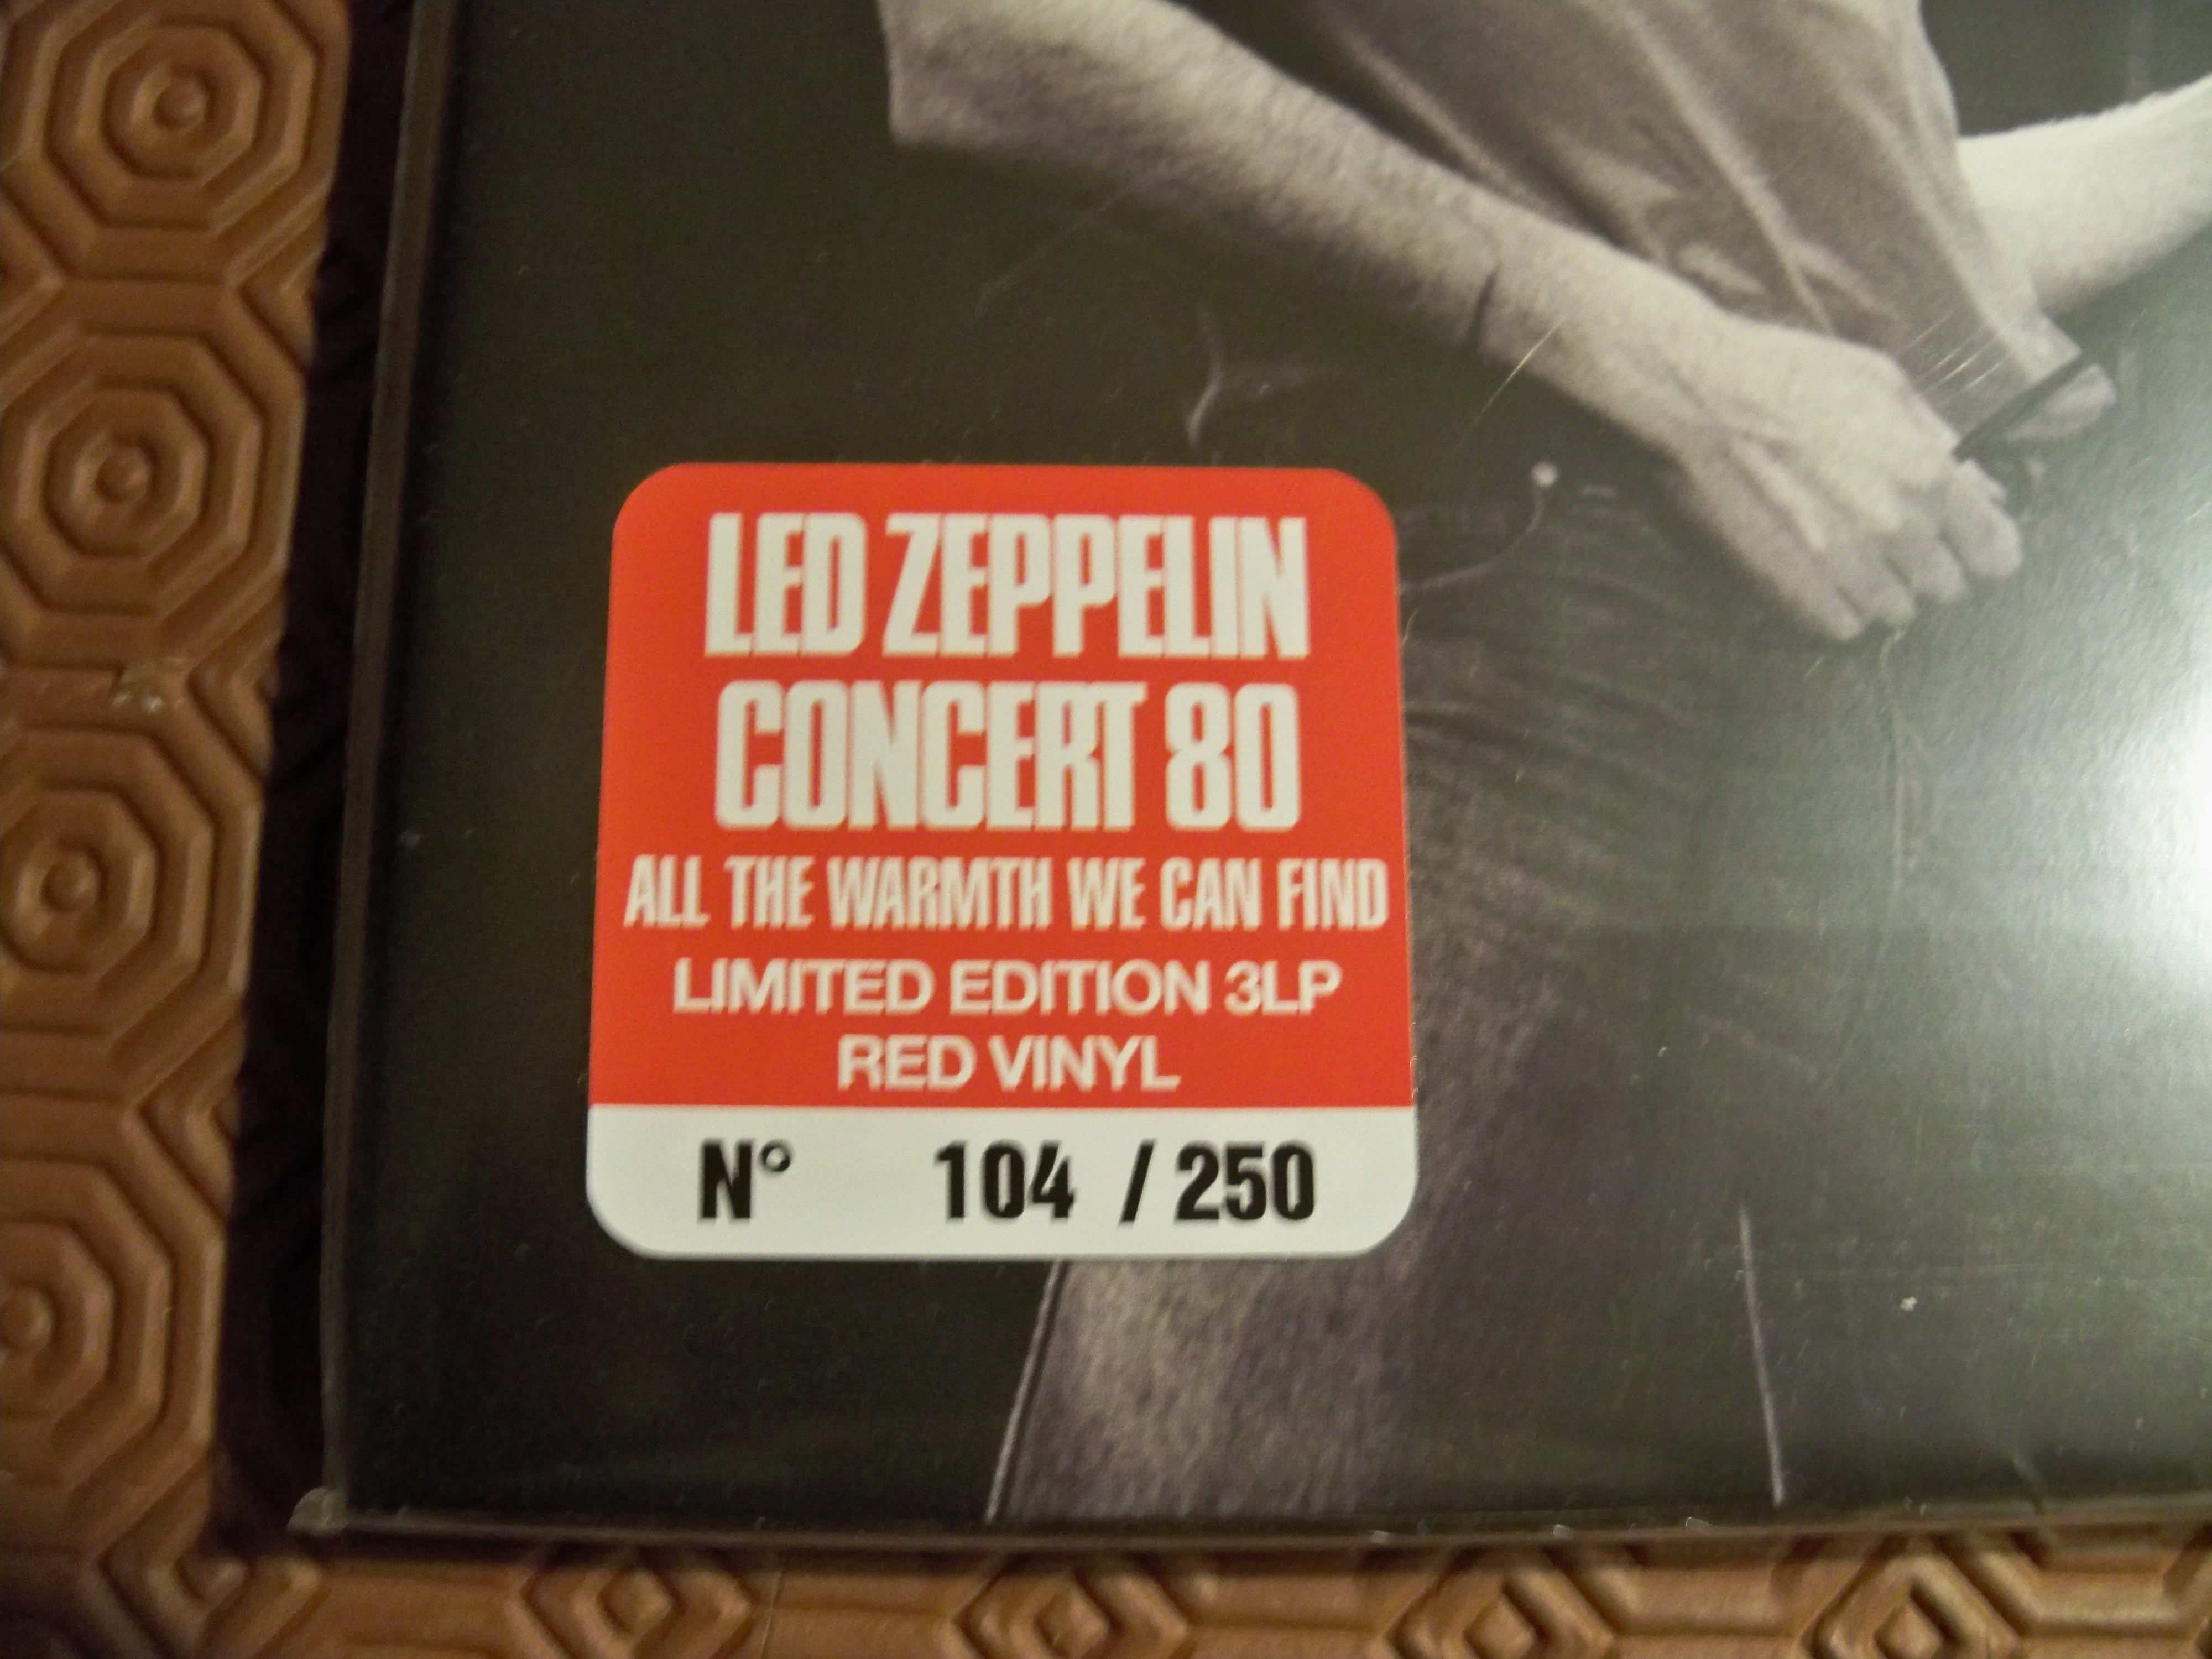 LED ZEPPELIN
CONCERT 80
ALL THE WARMTH WE CAN FIND
LIMITED EDITION 3LP
RED VINYL
N° 104 / 250